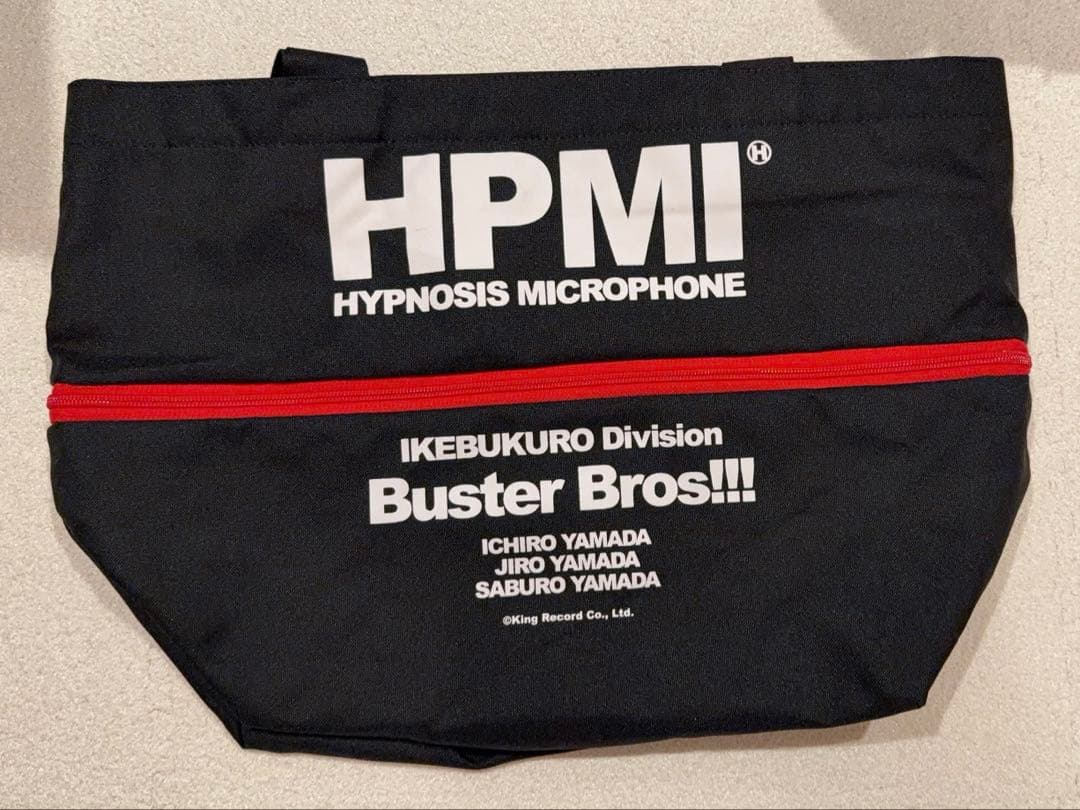 HPMI Ⓗ
HYPNOSIS MICROPHONE
IKEBUKURO Division
Buster Bros!!!
ICHIRO YAMADA
JIRO YAMADA
SABURO YAMADA
©King Record Co., Ltd.